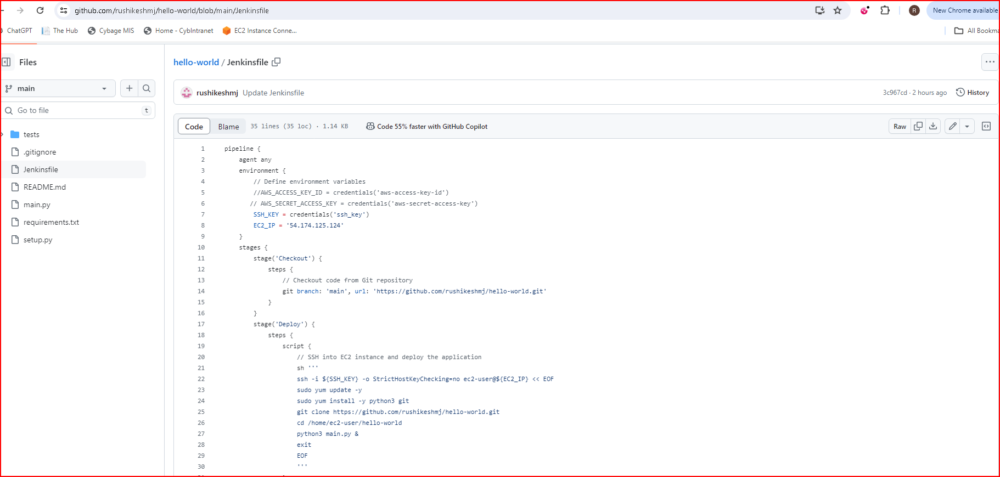 github.com/rushikeshmj/hello-world/blob/main/Jenkinsfile
R
New Chrome available
ChatGPT
The Hub
Cybage MIS
Home - CybIntranet
EC2 Instance Conne...
All Bookma
Files
hello-world / Jenkinsfile
main
rushikeshmj Update Jenkinsfile
3c967cd · 2 hours ago
History
Go to file
t
Code
Blame
35 lines (35 loc) · 1.14 KB
Code 55% faster with GitHub Copilot
Raw
tests
.gitignore
Jenkinsfile
README.md
main.py
requirements.txt
setup.py
1 pipeline {
2 agent any
3 environment {
4 // Define environment variables
5 //AWS_ACCESS_KEY_ID = credentials('aws-access-key-id')
6 // AWS_SECRET_ACCESS_KEY = credentials('aws-secret-access-key')
7 SSH_KEY = credentials('ssh_key')
8 EC2_IP = '54.174.125.124'
9 }
10 stages {
11 stage('Checkout') {
12 steps {
13 // Checkout code from Git repository
14 git branch: 'main', url: 'https://github.com/rushikeshmj/hello-world.git'
15 }
16 }
17 stage('Deploy') {
18 steps {
19 script {
20 // SSH into EC2 instance and deploy the application
21 sh '''
22 ssh -i ${SSH_KEY} -o StrictHostKeyChecking=no ec2-user@${EC2_IP} << EOF
23 sudo yum update -y
24 sudo yum install -y python3 git
25 git clone https://github.com/rushikeshmj/hello-world.git
26 cd /home/ec2-user/hello-world
27 python3 main.py &
28 exit
29 EOF
30 '''